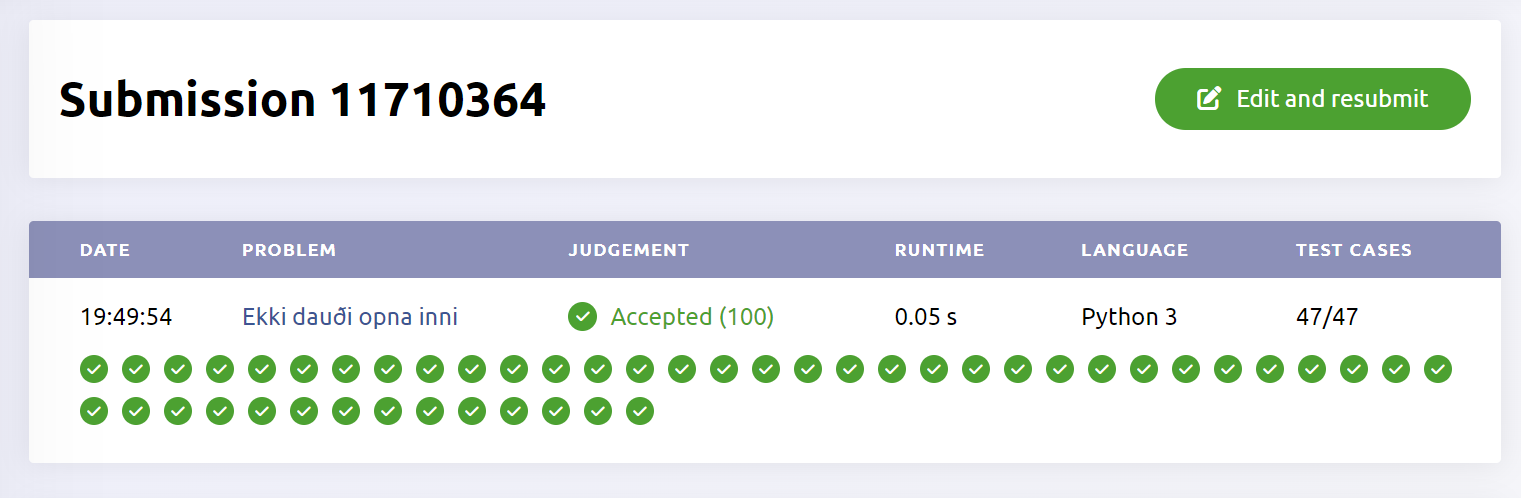 Submission 11710364
Edit and resubmit
DATE PROBLEM JUDGEMENT RUNTIME LANGUAGE TEST CASES
19:49:54 Ekki dauði opna inni Accepted (100) 0.05 s Python 3 47/47